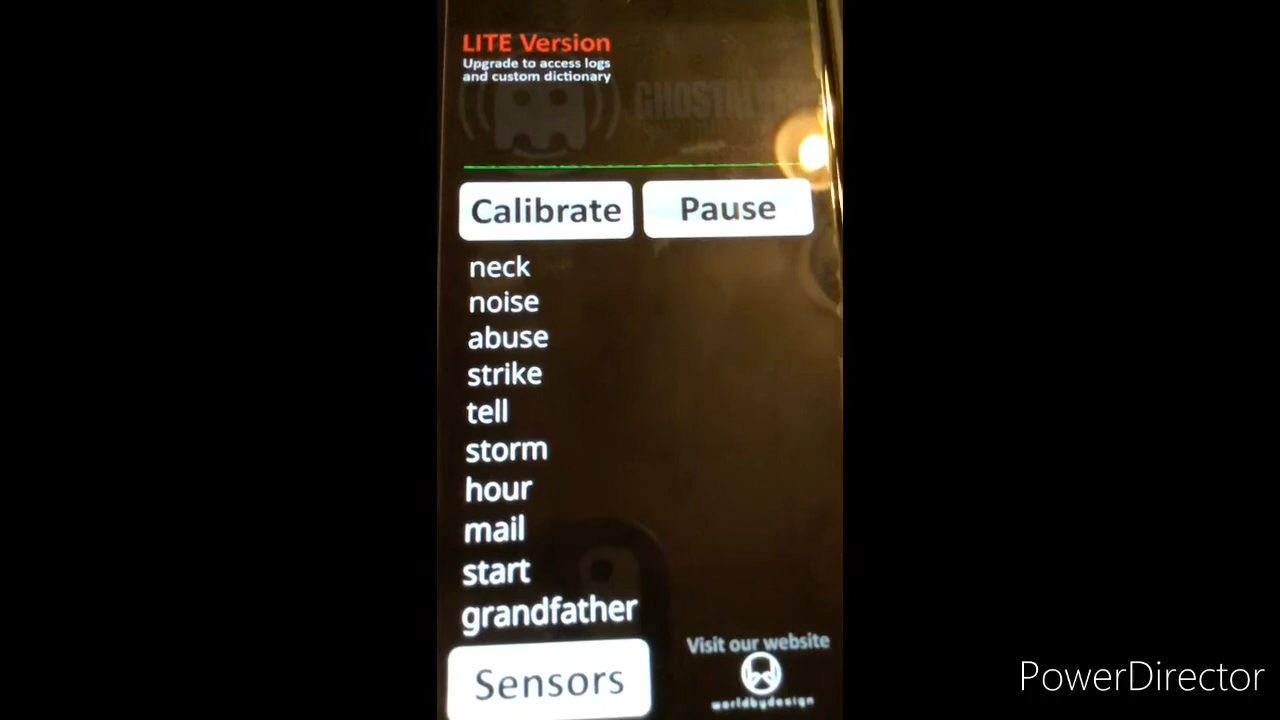 LITE Version
Upgrade to access logs
and custom dictionary
Calibrate
Pause
neck
noise
abuse
strike
tell
storm
hour
mail
start
grandfather
Sensors
Visit our website
worldbydesign
PowerDirector